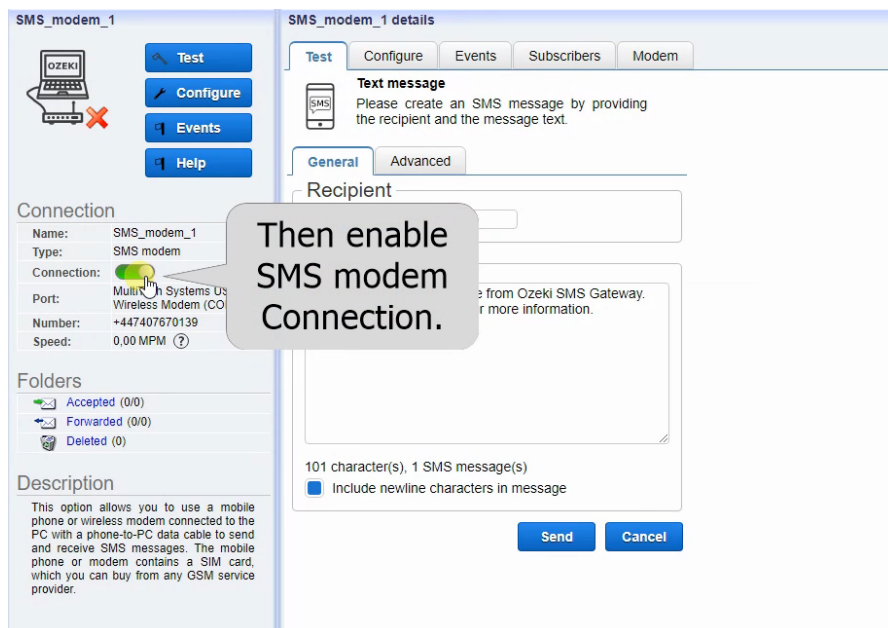 SMS_modem_1
OZEKI
Test
Configure
Events
Help
Connection
Name: SMS_modem_1
Type: SMS modem
Connection:
Port: Systems
Wireless Modem
Number: +447407670139
Speed: 0,00 MPM ?
Folders
Accepted (0/0)
Forwarded (0/0)
Deleted (0)
Description
This option allows you to use a mobile
phone or wireless modem connected to the
PC with a phone-to-PC data cable to send
and receive SMS messages. The mobile
phone or modem contains a SIM card,
which you can buy from any GSM service
provider.
SMS_modem_1 details
Test Configure Events Subscribers Modem
SMS
Text message
Please create an SMS message by providing
the recipient and the message text.
General Advanced
Recipient
Then enable
SMS modem
Connection.
from Ozeki SMS Gateway.
more information.
101 character(s), 1 SMS message(s)
Include newline characters in message
Send Cancel